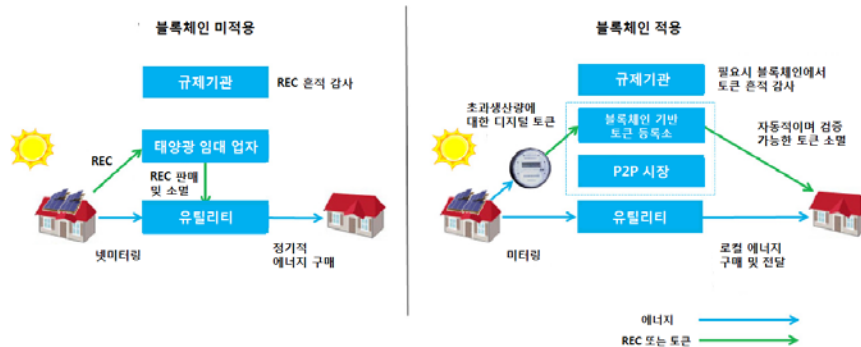 블록체인 미적용
규제기관
REC 흔적 감사
REC
태양광 임대 업자
REC 판매
및 소멸
유틸리티
넷미터링
정기적
에너지 구매
블록체인 적용
규제기관
필요시 블록체인에서
토큰 흔적 감사
초과생산량에
대한 디지털 토큰
블록체인 기반
토큰 등록소
자동적이며 검증
가능한 토큰 소멸
P2P 시장
유틸리티
미터링
로컬 에너지
구매 및 전달
에너지
REC 또는 토큰